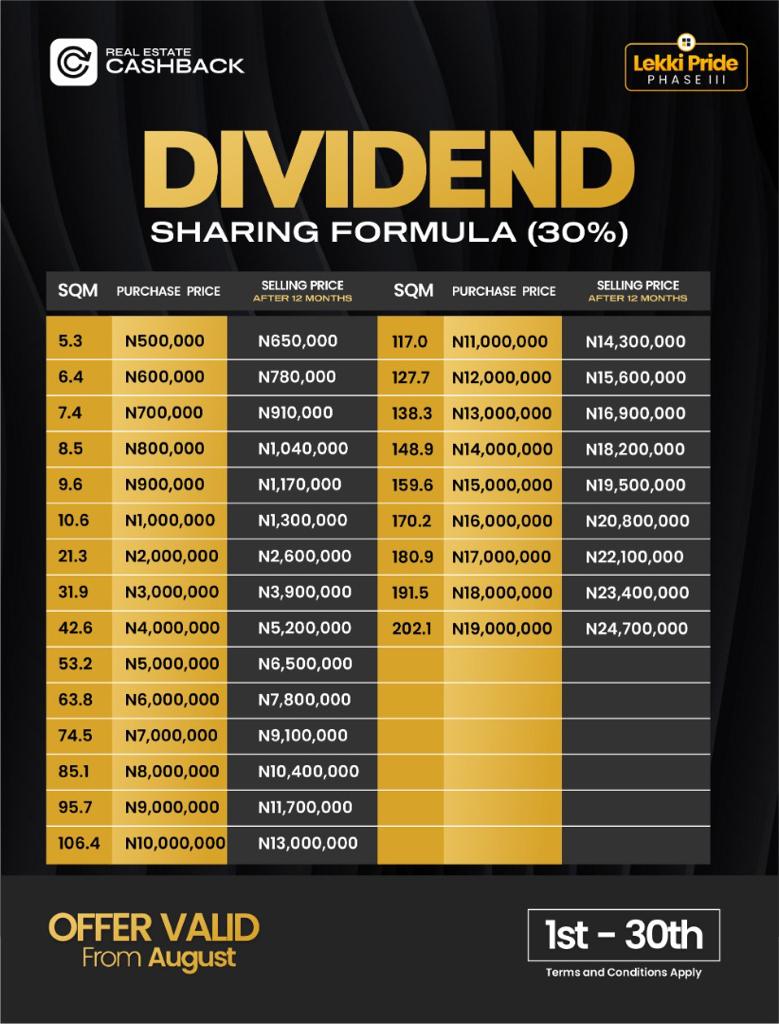 REAL ESTATE
CASHBACK
Lekki Pride
PHASE III
DIVIDEND
SHARING FORMULA (30%)
SQM PURCHASE PRICE SELLING PRICE AFTER 12 MONTHS SQM PURCHASE PRICE SELLING PRICE AFTER 12 MONTHS
5.3 N500,000 N650,000 117.0 N11,000,000 N14,300,000
6.4 N600,000 N780,000 127.7 N12,000,000 N15,600,000
7.4 N700,000 N910,000 138.3 N13,000,000 N16,900,000
8.5 N800,000 N1,040,000 148.9 N14,000,000 N18,200,000
9.6 N900,000 N1,170,000 159.6 N15,000,000 N19,500,000
10.6 N1,000,000 N1,300,000 170.2 N16,000,000 N20,800,000
21.3 N2,000,000 N2,600,000 180.9 N17,000,000 N22,100,000
31.9 N3,000,000 N3,900,000 191.5 N18,000,000 N23,400,000
42.6 N4,000,000 N5,200,000 202.1 N19,000,000 N24,700,000
53.2 N5,000,000 N6,500,000
63.8 N6,000,000 N7,800,000
74.5 N7,000,000 N9,100,000
85.1 N8,000,000 N10,400,000
95.7 N9,000,000 N11,700,000
106.4 N10,000,000 N13,000,000
OFFER VALID
From August
1st - 30th
Terms and Conditions Apply